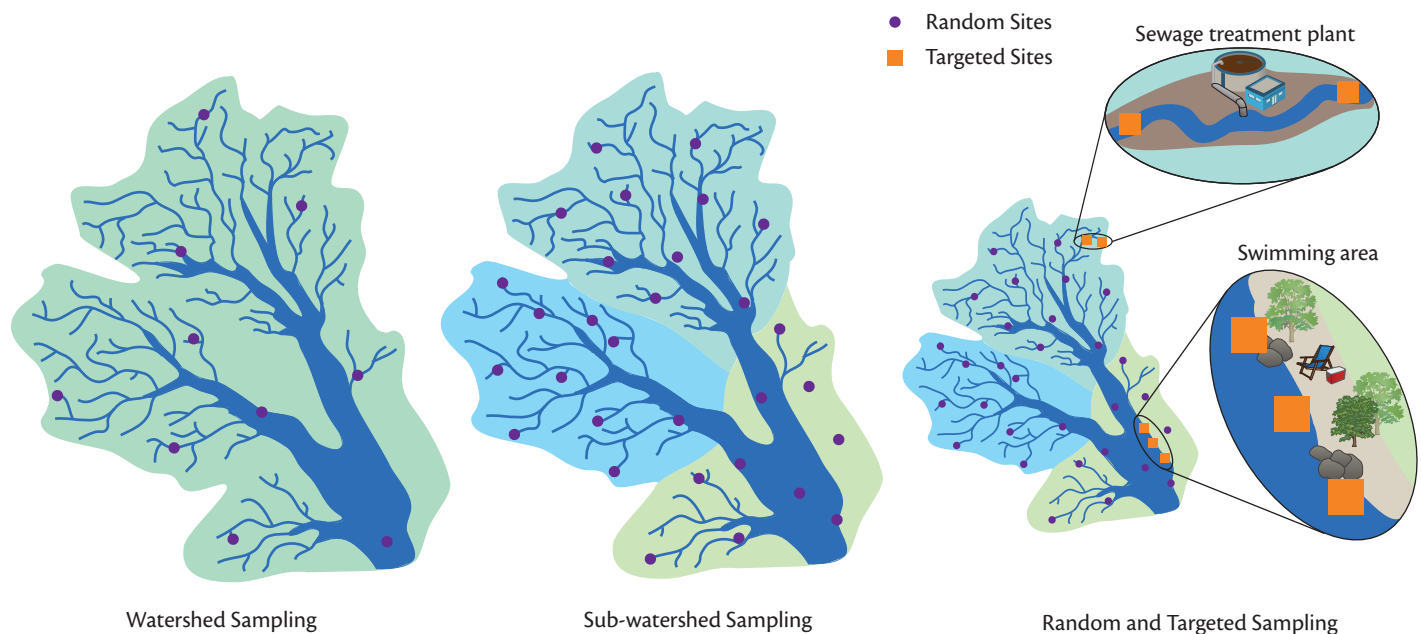 Random Sites
Targeted Sites
Sewage treatment plant
Swimming area
Watershed Sampling
Sub-watershed Sampling
Random and Targeted Sampling